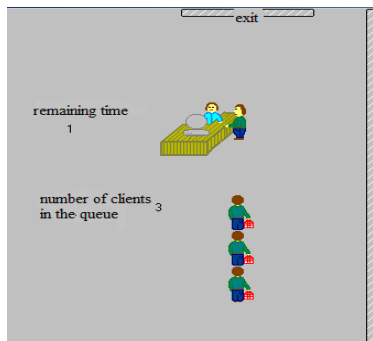 exit
remaining time
1
number of clients
in the queue 3